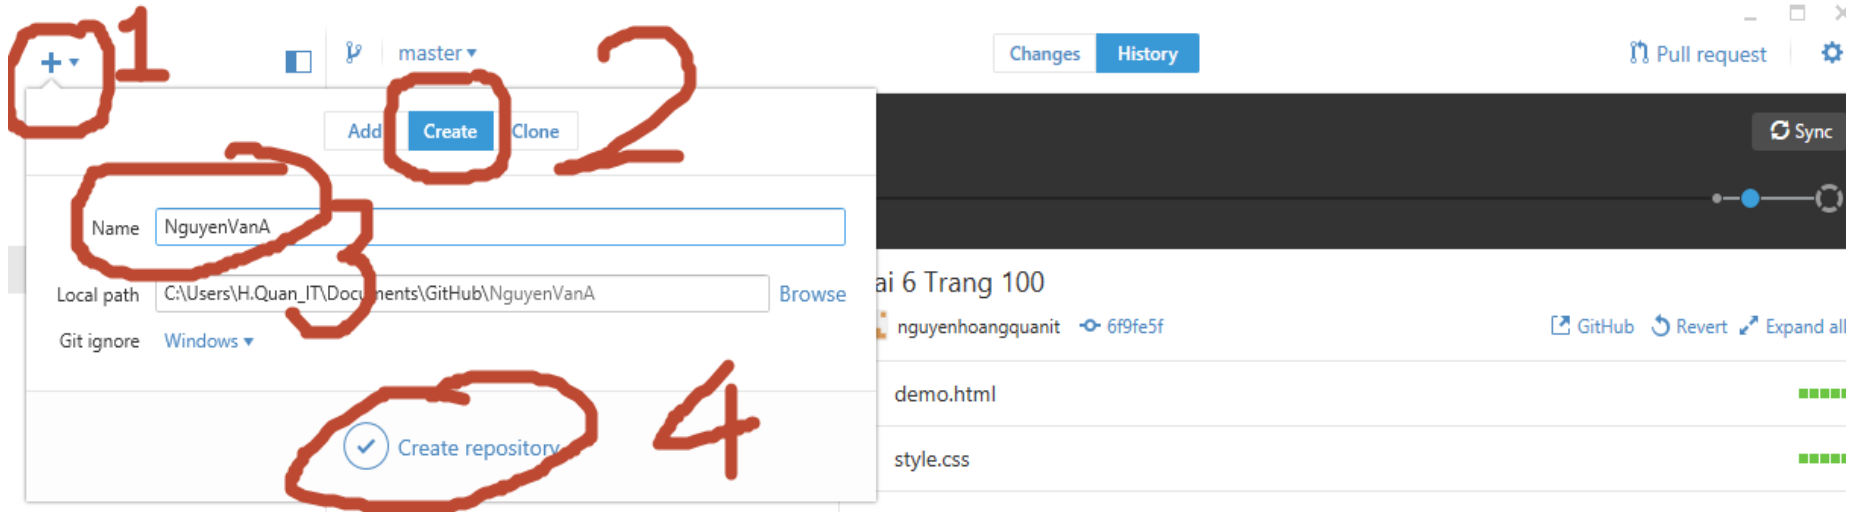 1
2
master
Changes History
Pull request
Add Create Clone
Sync
Name NguyenVanA
3
Local path C:\Users\H.Quan_IT\Documents\GitHub\NguyenVanA Browse
Git ignore Windows
Create repository
4
ai 6 Trang 100
nguyenhoangquanit 6f9fe5f
GitHub Revert Expand all
demo.html
style.css